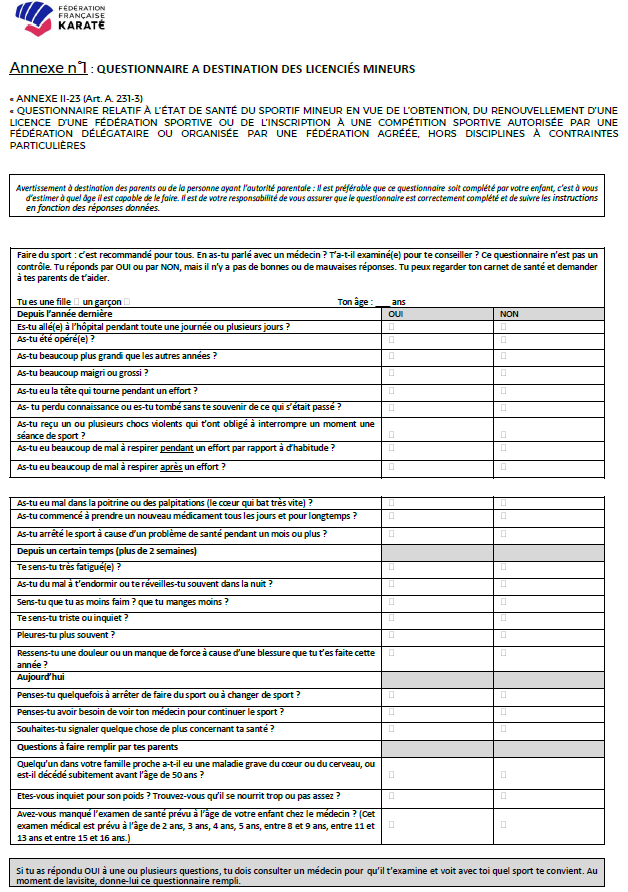 FÉDÉRATION
FRANÇAISE
KARATÉ
Annexe n°1 : QUESTIONNAIRE A DESTINATION DES LICENCIÉS MINEURS
« ANNEXE II-23 (Art. A. 231-3)
« QUESTIONNAIRE RELATIF À L'ÉTAT DE SANTÉ DU SPORTIF MINEUR EN VUE DE L'OBTENTION, DU RENOUVELLEMENT D'UNE
LICENCE D'UNE FÉDÉRATION SPORTIVE OU DE L'INSCRIPTION À UNE COMPÉTITION SPORTIVE AUTORISÉE PAR UNE
FÉDÉRATION DÉLÉGATAIRE OU ORGANISÉE PAR UNE FÉDÉRATION AGRÉÉE, HORS DISCIPLINES À CONTRAINTES
PARTICULIÈRES
Avertissement à destination des parents ou de la personne ayant l'autorité parentale : Il est préférable que ce questionnaire soit complété par votre enfant, c'est à vous
d'estimer à quel âge il est capable de le faire. Il est de votre responsabilité de vous assurer que le questionnaire est correctement complété et de suivre les instructions
en fonction des réponses données.
Faire du sport : c'est recommandé pour tous. En as-tu parlé avec un médecin ? T'a-t-il examiné(e) pour te conseiller ? Ce questionnaire n'est pas un
contrôle. Tu réponds par OUI ou par NON, mais il n'y a pas de bonnes ou de mauvaises réponses. Tu peux regarder ton carnet de santé et demander
à tes parents de t'aider.
Tu es une fille □ un garçon □ Ton âge : ___ ans
Depuis l'année dernière OUI NON
Es-tu allé(e) à l'hôpital pendant toute une journée ou plusieurs jours ? □ □
As-tu été opéré(e) ? □ □
As-tu beaucoup plus grandi que les autres années ? □ □
As-tu beaucoup maigri ou grossi ? □ □
As-tu eu la tête qui tourne pendant un effort ? □ □
As- tu perdu connaissance ou es-tu tombé sans te souvenir de ce qui s'était passé ? □ □
As-tu reçu un ou plusieurs chocs violents qui t'ont obligé à interrompre un moment une
séance de sport ? □ □
As-tu eu beaucoup de mal à respirer pendant un effort par rapport à d'habitude ? □ □
As-tu eu beaucoup de mal à respirer après un effort ? □ □
As-tu eu mal dans la poitrine ou des palpitations (le cœur qui bat très vite) ? □ □
As-tu commencé à prendre un nouveau médicament tous les jours et pour longtemps ? □ □
As-tu arrêté le sport à cause d'un problème de santé pendant un mois ou plus ? □ □
Depuis un certain temps (plus de 2 semaines)
Te sens-tu très fatigué(e) ? □ □
As-tu du mal à t'endormir ou te réveilles-tu souvent dans la nuit ? □ □
Sens-tu que tu as moins faim ? que tu manges moins ? □ □
Te sens-tu triste ou inquiet ? □ □
Pleures-tu plus souvent ? □ □
Ressens-tu une douleur ou un manque de force à cause d'une blessure que tu t'es faite cette
année ? □ □
Aujourd'hui
Penses-tu quelquefois à arrêter de faire du sport ou à changer de sport ? □ □
Penses-tu avoir besoin de voir ton médecin pour continuer le sport ? □ □
Souhaites-tu signaler quelque chose de plus concernant ta santé ? □ □
Questions à faire remplir par tes parents
Quelqu'un dans votre famille proche a-t-il eu une maladie grave du cœur ou du cerveau, ou
est-il décédé subitement avant l'âge de 50 ans ? □ □
Etes-vous inquiet pour son poids ? Trouvez-vous qu'il se nourrit trop ou pas assez ? □ □
Avez-vous manqué l'examen de santé prévu à l'âge de votre enfant chez le médecin ? (Cet
examen médical est prévu à l'âge de 2 ans, 3 ans, 4 ans, 5 ans, entre 8 et 9 ans, entre 11 et
13 ans et entre 15 et 16 ans.) □ □
Si tu as répondu OUI à une ou plusieurs questions, tu dois consulter un médecin pour qu'il t'examine et voit avec toi quel sport te convient. Au
moment de lavisite, donne-lui ce questionnaire rempli.